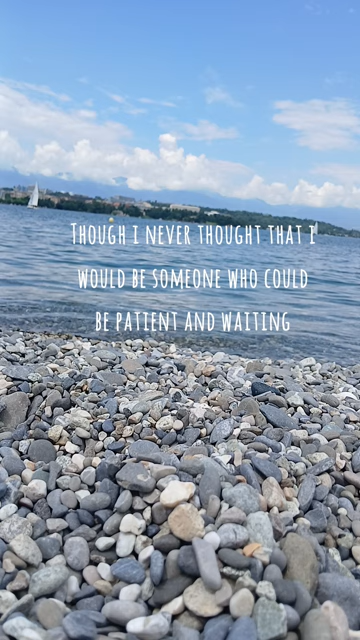 Though i never thought that i
would be someone who could
be patient and waiting